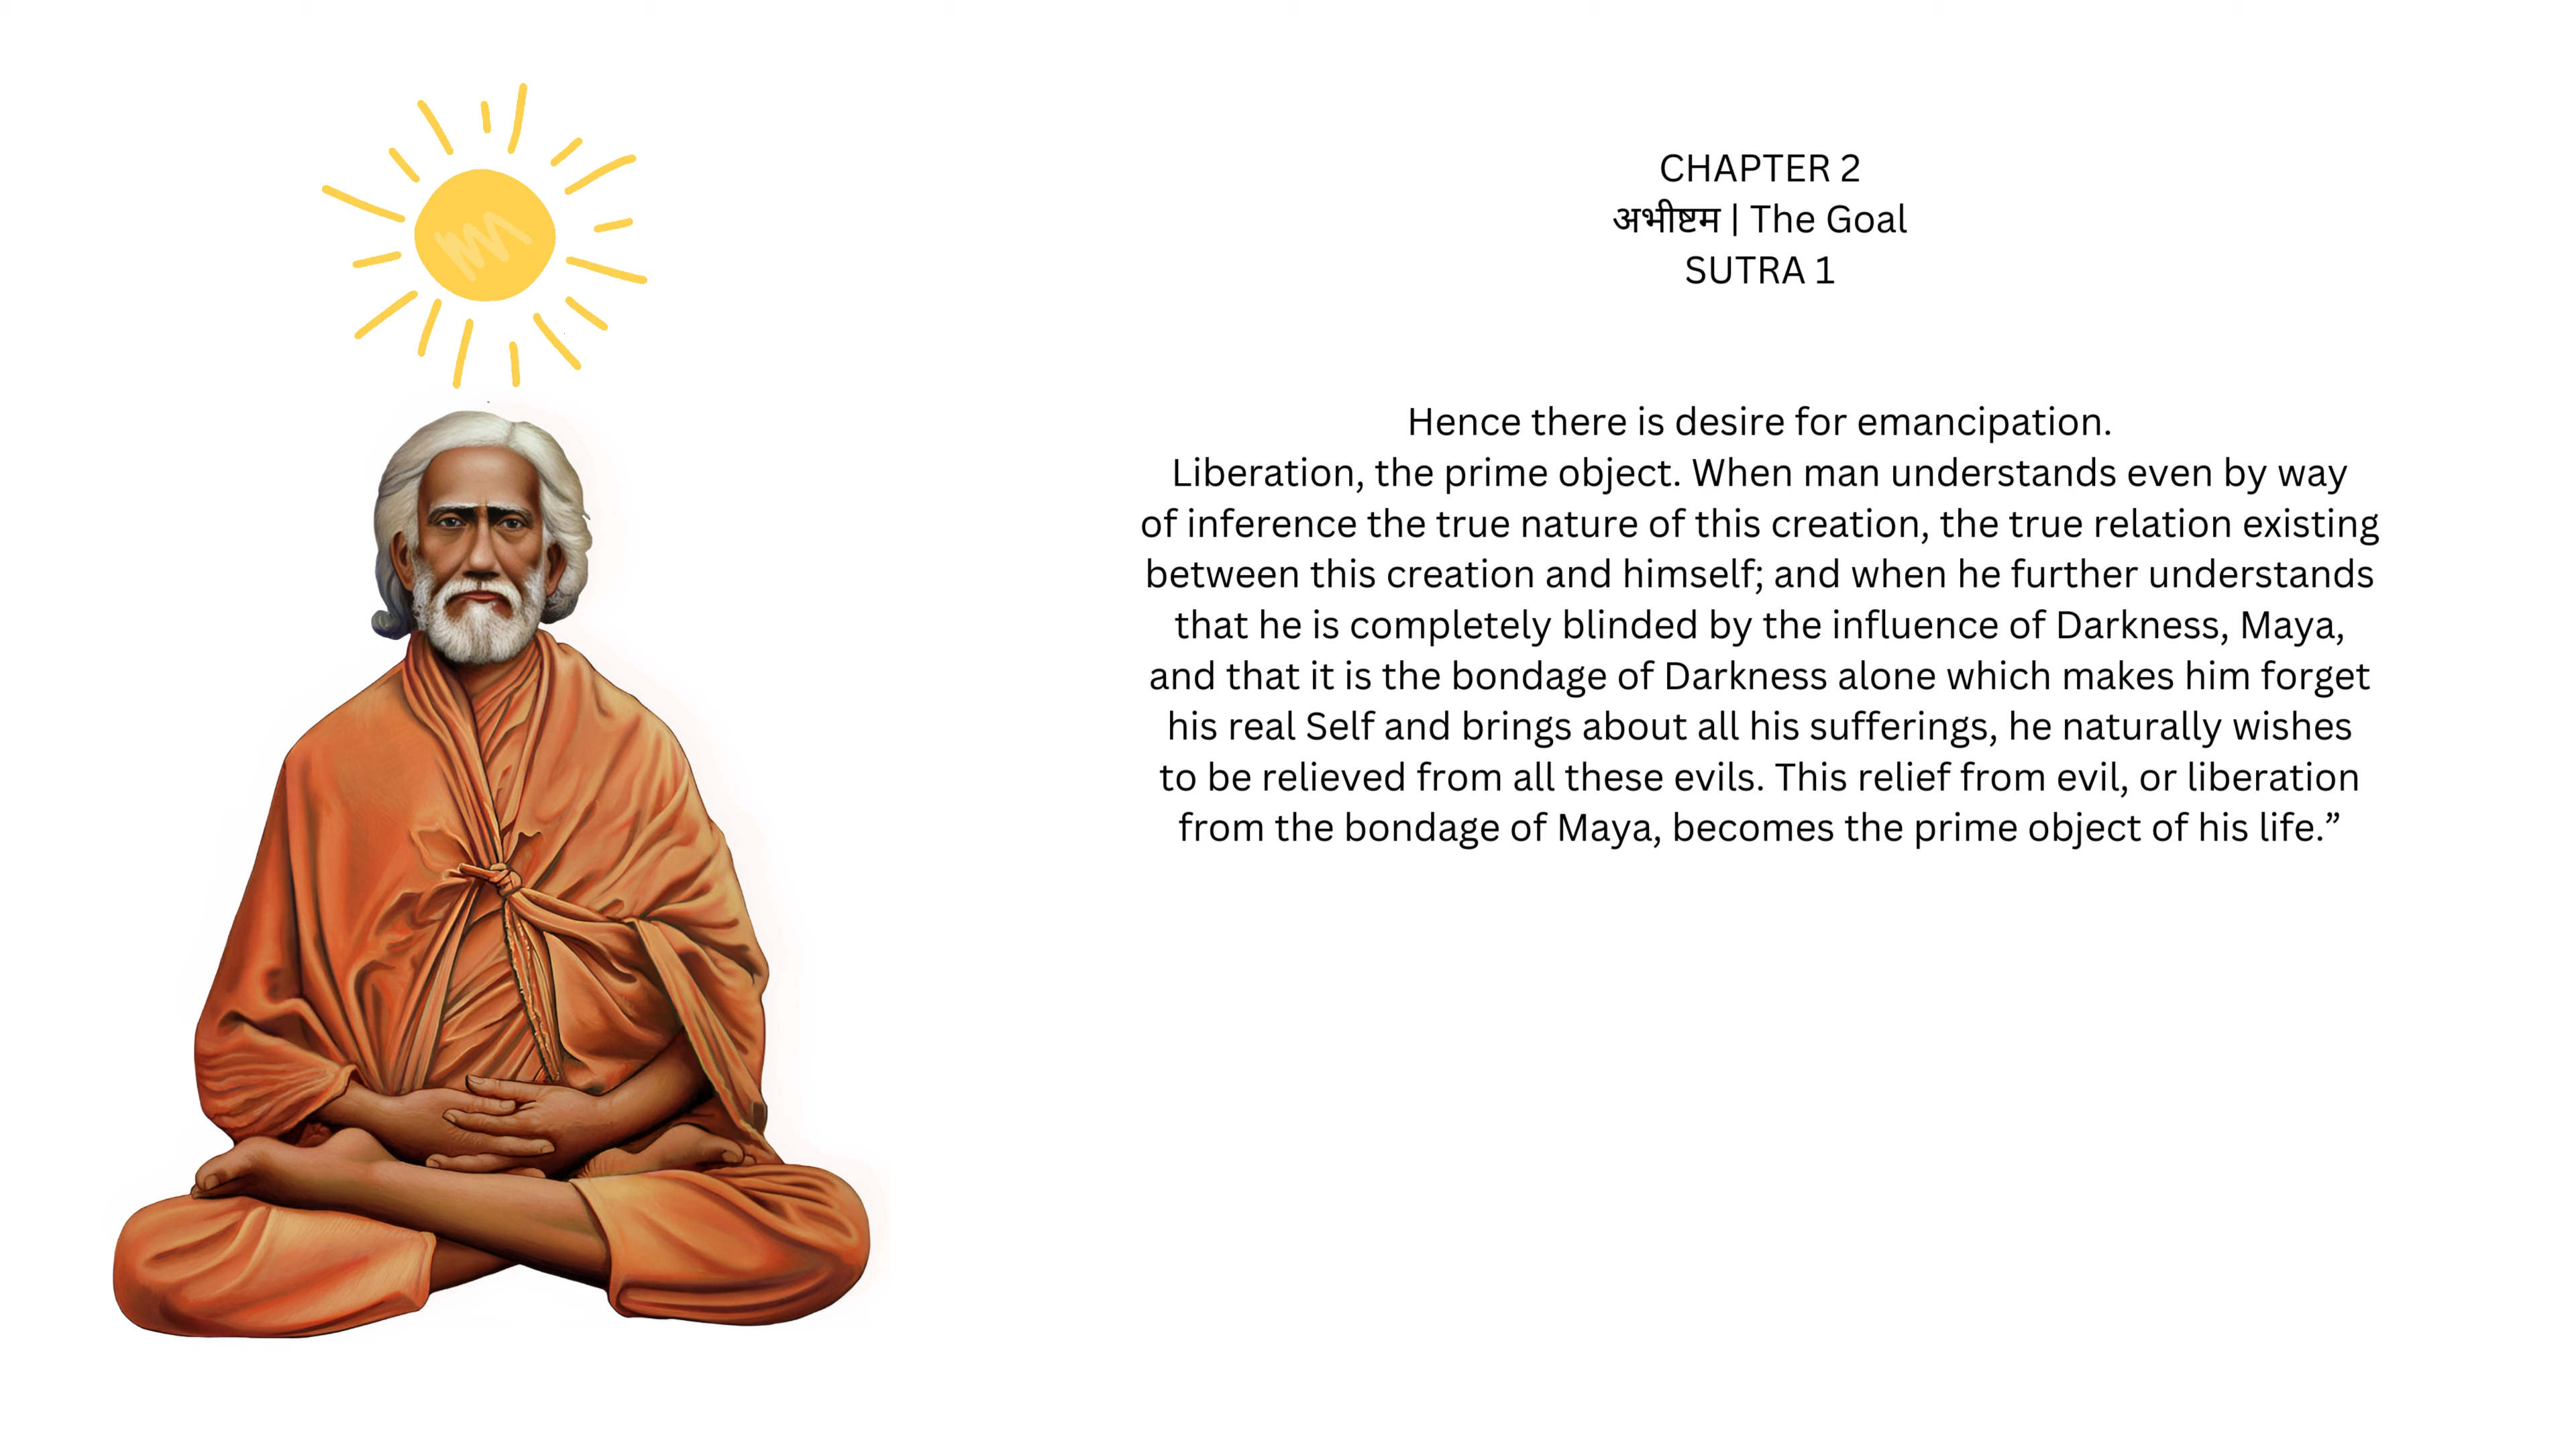 CHAPTER 2
अभीष्टम | The Goal
SUTRA 1
Hence there is desire for emancipation.
Liberation, the prime object. When man understands even by way
of inference the true nature of this creation, the true relation existing
between this creation and himself; and when he further understands
that he is completely blinded by the influence of Darkness, Maya,
and that it is the bondage of Darkness alone which makes him forget
his real Self and brings about all his sufferings, he naturally wishes
to be relieved from all these evils. This relief from evil, or liberation
from the bondage of Maya, becomes the prime object of his life.”